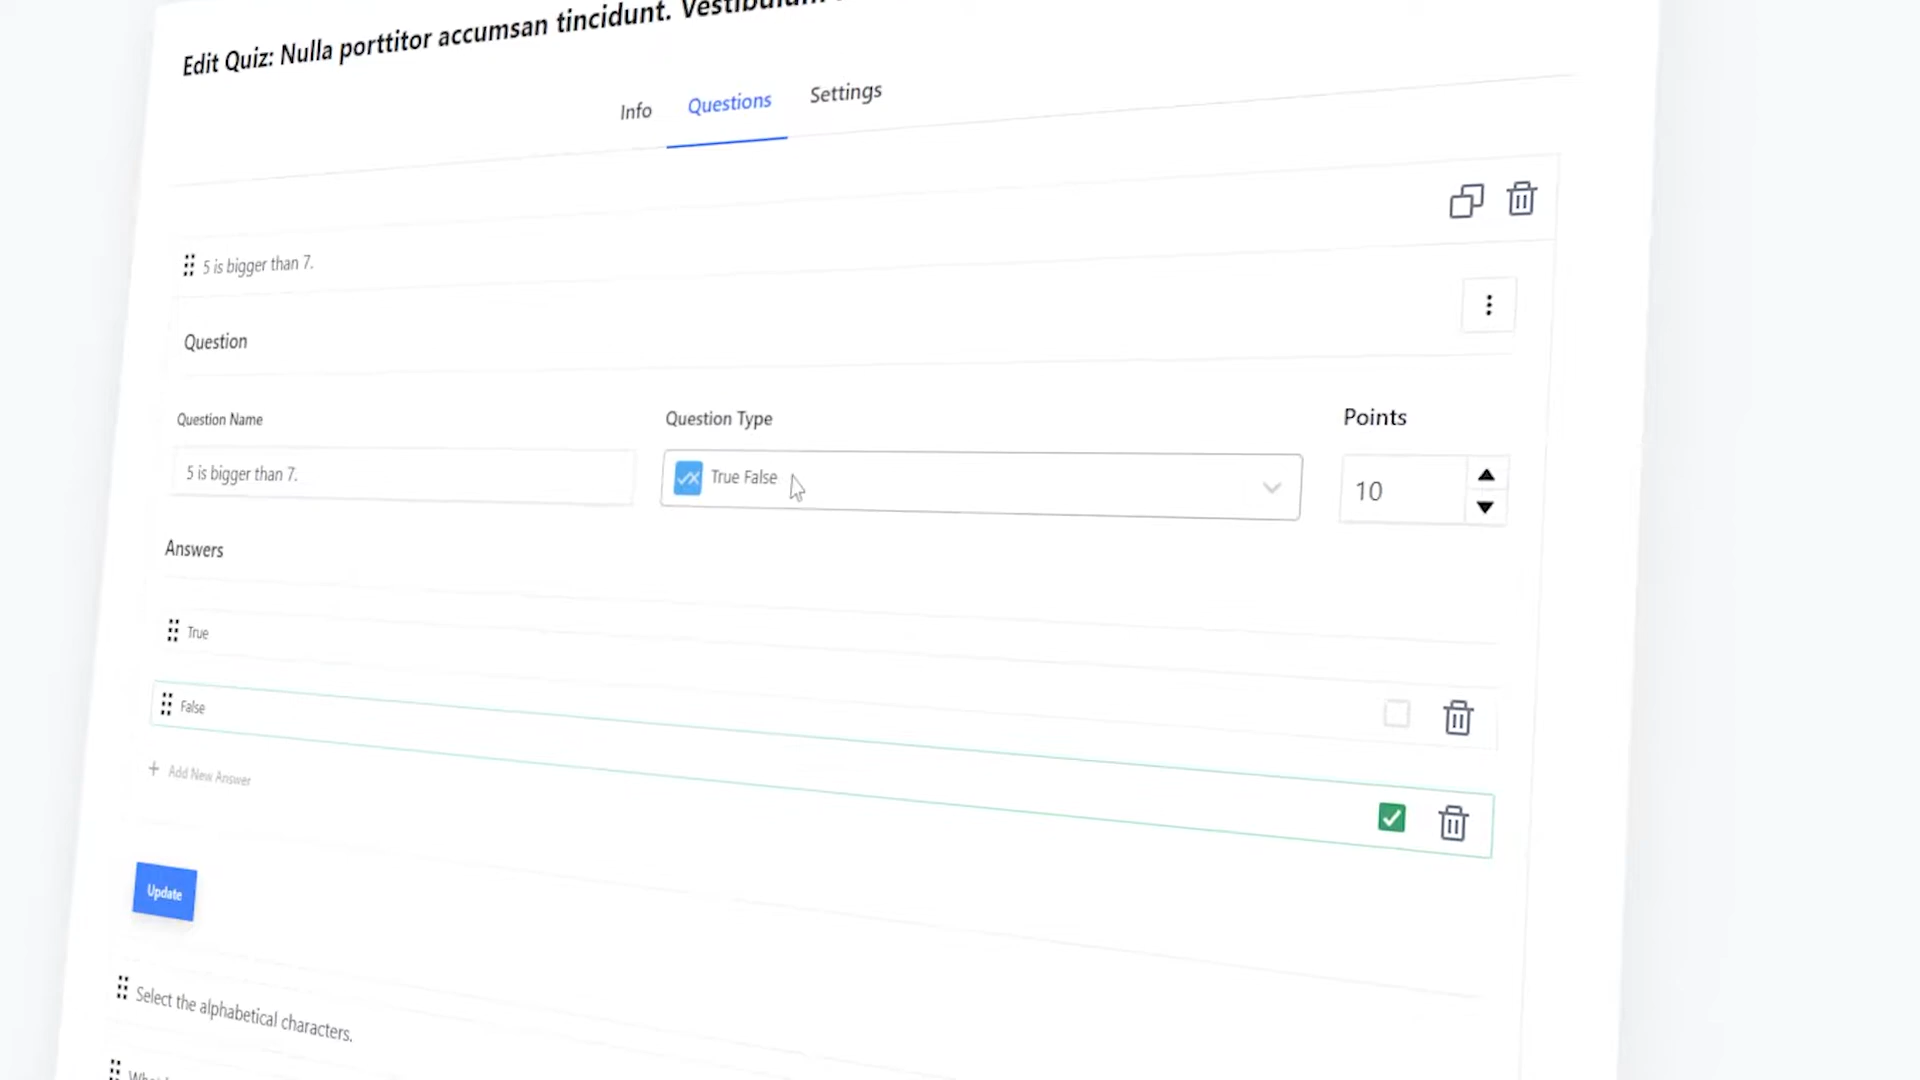 Edit Quiz: Nulla porttitor accumsan tincidunt. Vestibulum
Info Questions Settings
5 is bigger than 7.
Question
Question Name Question Type Points
5 is bigger than 7. True False 10
Answers
True
False
+ Add New Answer
Update
Select the alphabetical characters.